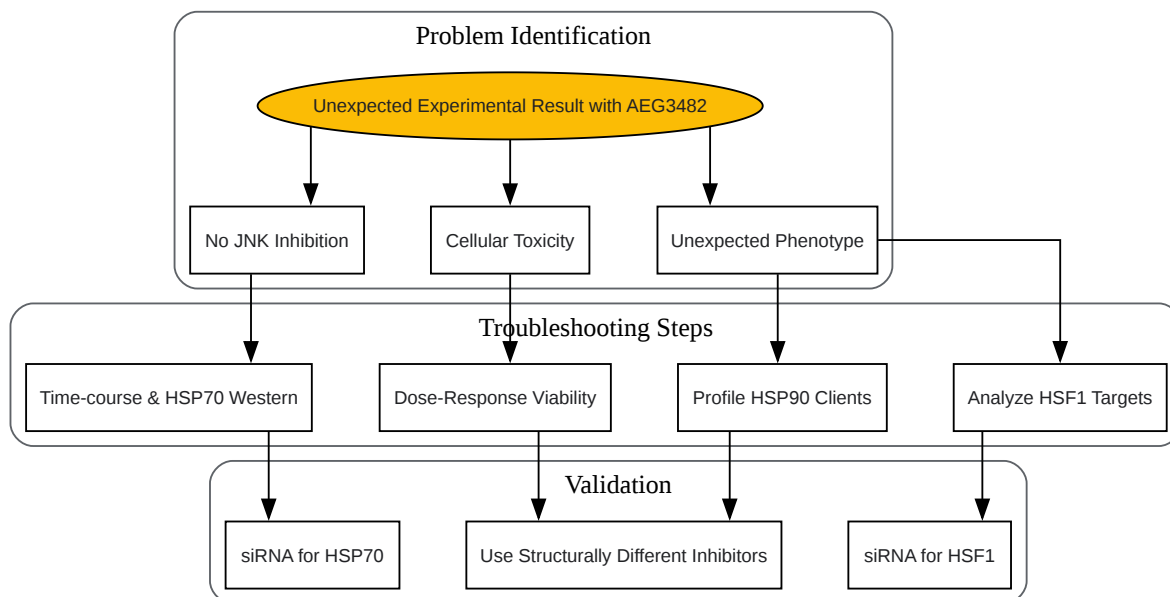 Problem Identification
Unexpected Experimental Result with AEG3482
No JNK Inhibition
Cellular Toxicity
Unexpected Phenotype
Troubleshooting Steps
Time-course & HSP70 Western
Dose-Response Viability
Profile HSP90 Clients
Analyze HSF1 Targets
Validation
siRNA for HSP70
Use Structurally Different Inhibitors
siRNA for HSF1